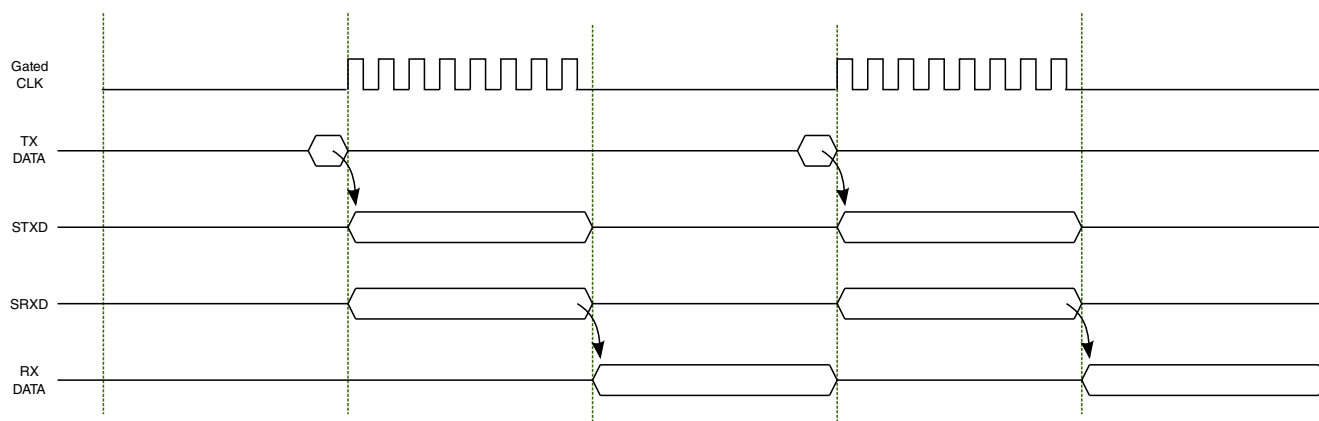 Gated
CLK
TX
DATA
STXD
SRXD
RX
DATA